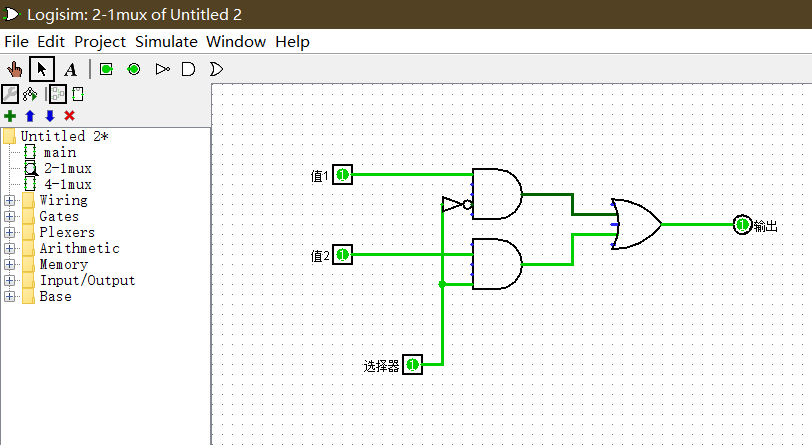 Logisim: 2-1mux of Untitled 2
File Edit Project Simulate Window Help
A
Untitled 2*
main
2-1mux
4-1mux
Wiring
Gates
Plexers
Arithmetic
Memory
Input/Output
Base
值1 1
值2 1
1 输出
选择器 1